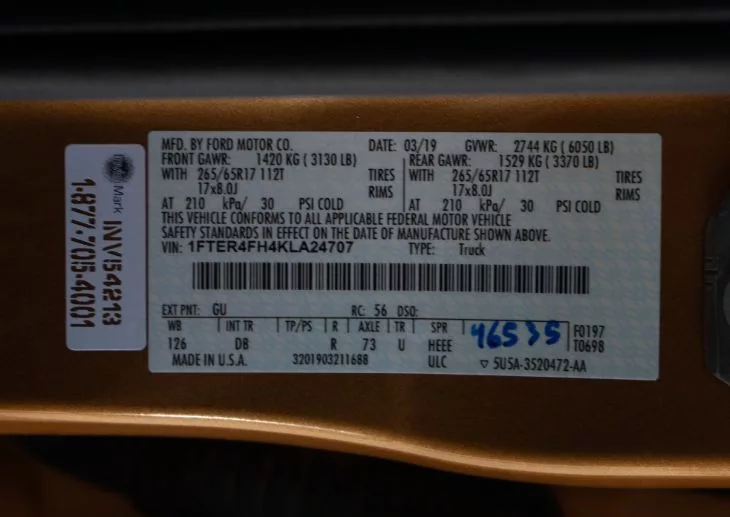 MFD. BY FORD MOTOR CO. DATE: 03/19 GVWR: 2744 KG ( 6050 LB)
FRONT GAWR: 1420 KG ( 3130 LB) REAR GAWR: 1529 KG ( 3370 LB)
WITH 265/65R17 112T TIRES WITH 265/65R17 112T TIRES
17x8.0J RIMS 17x8.0J RIMS
AT 210 kPa/ 30 PSI COLD AT 210 kPa/ 30 PSI COLD
THIS VEHICLE CONFORMS TO ALL APPLICABLE FEDERAL MOTOR VEHICLE
SAFETY STANDARDS IN EFFECT ON THE DATE OF MANUFACTURE SHOWN ABOVE.
VIN: 1FTER4FH4KLA24707 TYPE: Truck
EXT PNT: GU RC: 56 DSO:
WB INT TR TP/PS R AXLE TR SPR 46535 F0197
126 DB R 73 U HEEE T0698
MADE IN U.S.A. 3201903211688 ULC ▽ 5U5A-3520472-AA
Mark INV54213
1-877-705-4001